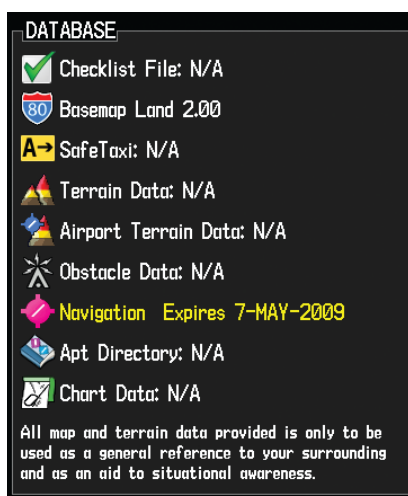 DATABASE
Checklist File: N/A
80 Basemap Land 2.00
A→ SafeTaxi: N/A
Terrain Data: N/A
Airport Terrain Data: N/A
Obstacle Data: N/A
Navigation Expires 7-MAY-2009
Apt Directory: N/A
Chart Data: N/A
All map and terrain data provided is only to be
used as a general reference to your surrounding
and as an aid to situational awareness.